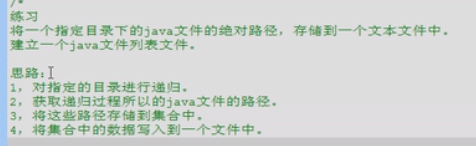 /*
练习
将一个指定目录下的java文件的绝对路径，存储到一个文本文件中。
建立一个java文件列表文件。
思路：
1，对指定的目录进行递归。
2，获取递归过程所以的java文件的路径。
3，将这些路径存储到集合中。
4，将集合中的数据写入到一个文件中。